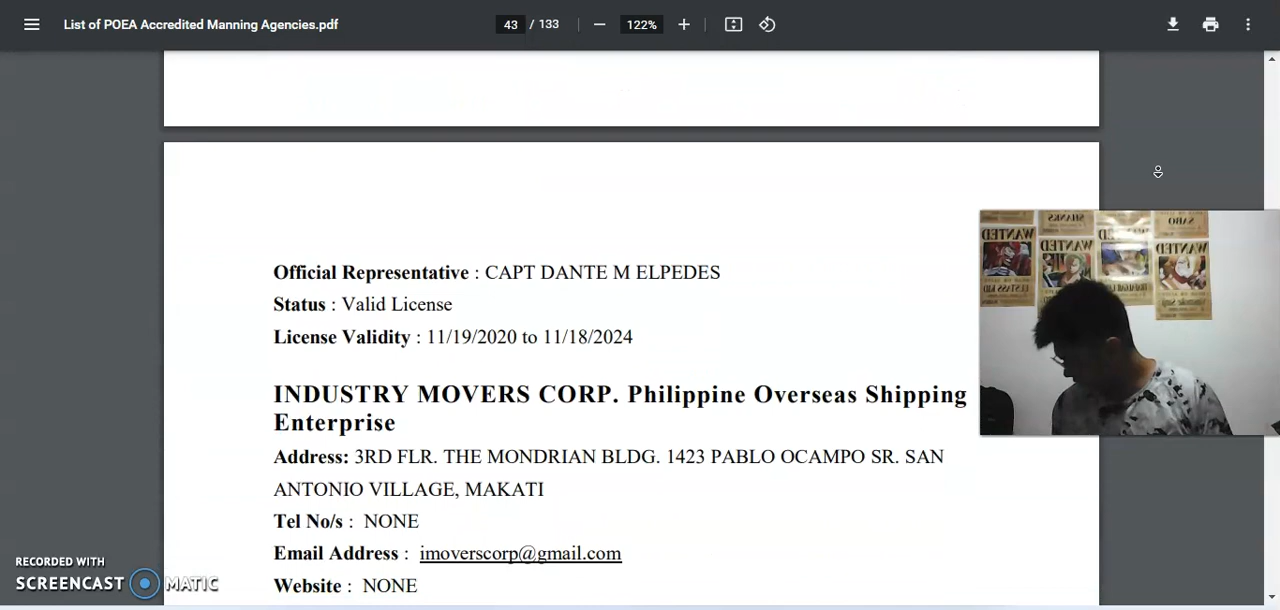 List of POEA Accredited Manning Agencies.pdf
43 / 133
122%
Official Representative : CAPT DANTE M ELPEDES
Status : Valid License
License Validity : 11/19/2020 to 11/18/2024
INDUSTRY MOVERS CORP. Philippine Overseas Shipping
Enterprise
Address: 3RD FLR. THE MONDRIAN BLDG. 1423 PABLO OCAMPO SR. SAN
ANTONIO VILLAGE, MAKATI
Tel No/s : NONE
Email Address : imoverscorp@gmail.com
Website : NONE
SHANKS
SABO
WANTED
WANTED
WANTED
RECORDED WITH
SCREENCAST MATIC